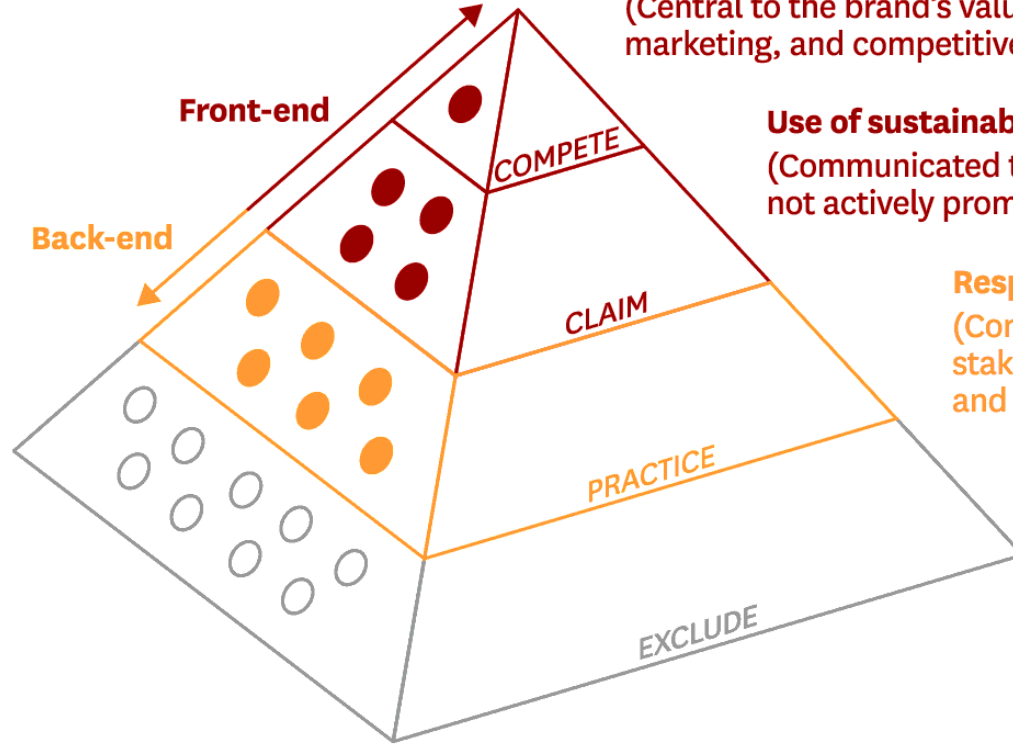 (Central to the brand's valu
marketing, and competitive
Front-end
Use of sustainab
(Communicated t
not actively prom
COMPETE
Back-end
Resp
(Cor
stak
and
CLAIM
PRACTICE
EXCLUDE